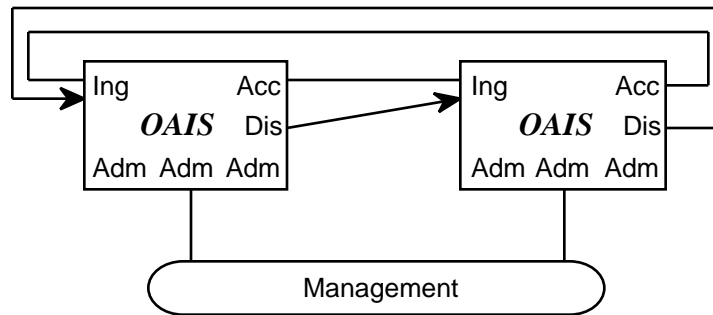 Ing Acc Ing Acc
OAIS Dis OAIS Dis
Adm Adm Adm Adm Adm Adm
Management